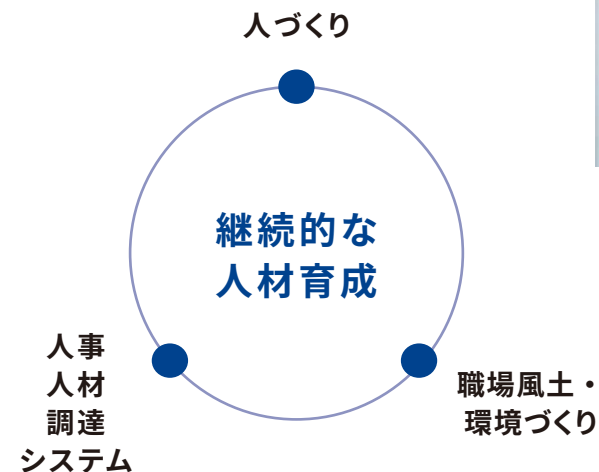 人づくり
継続的な
人材育成
人事
人材
調達
システム
職場風土・
環境づくり